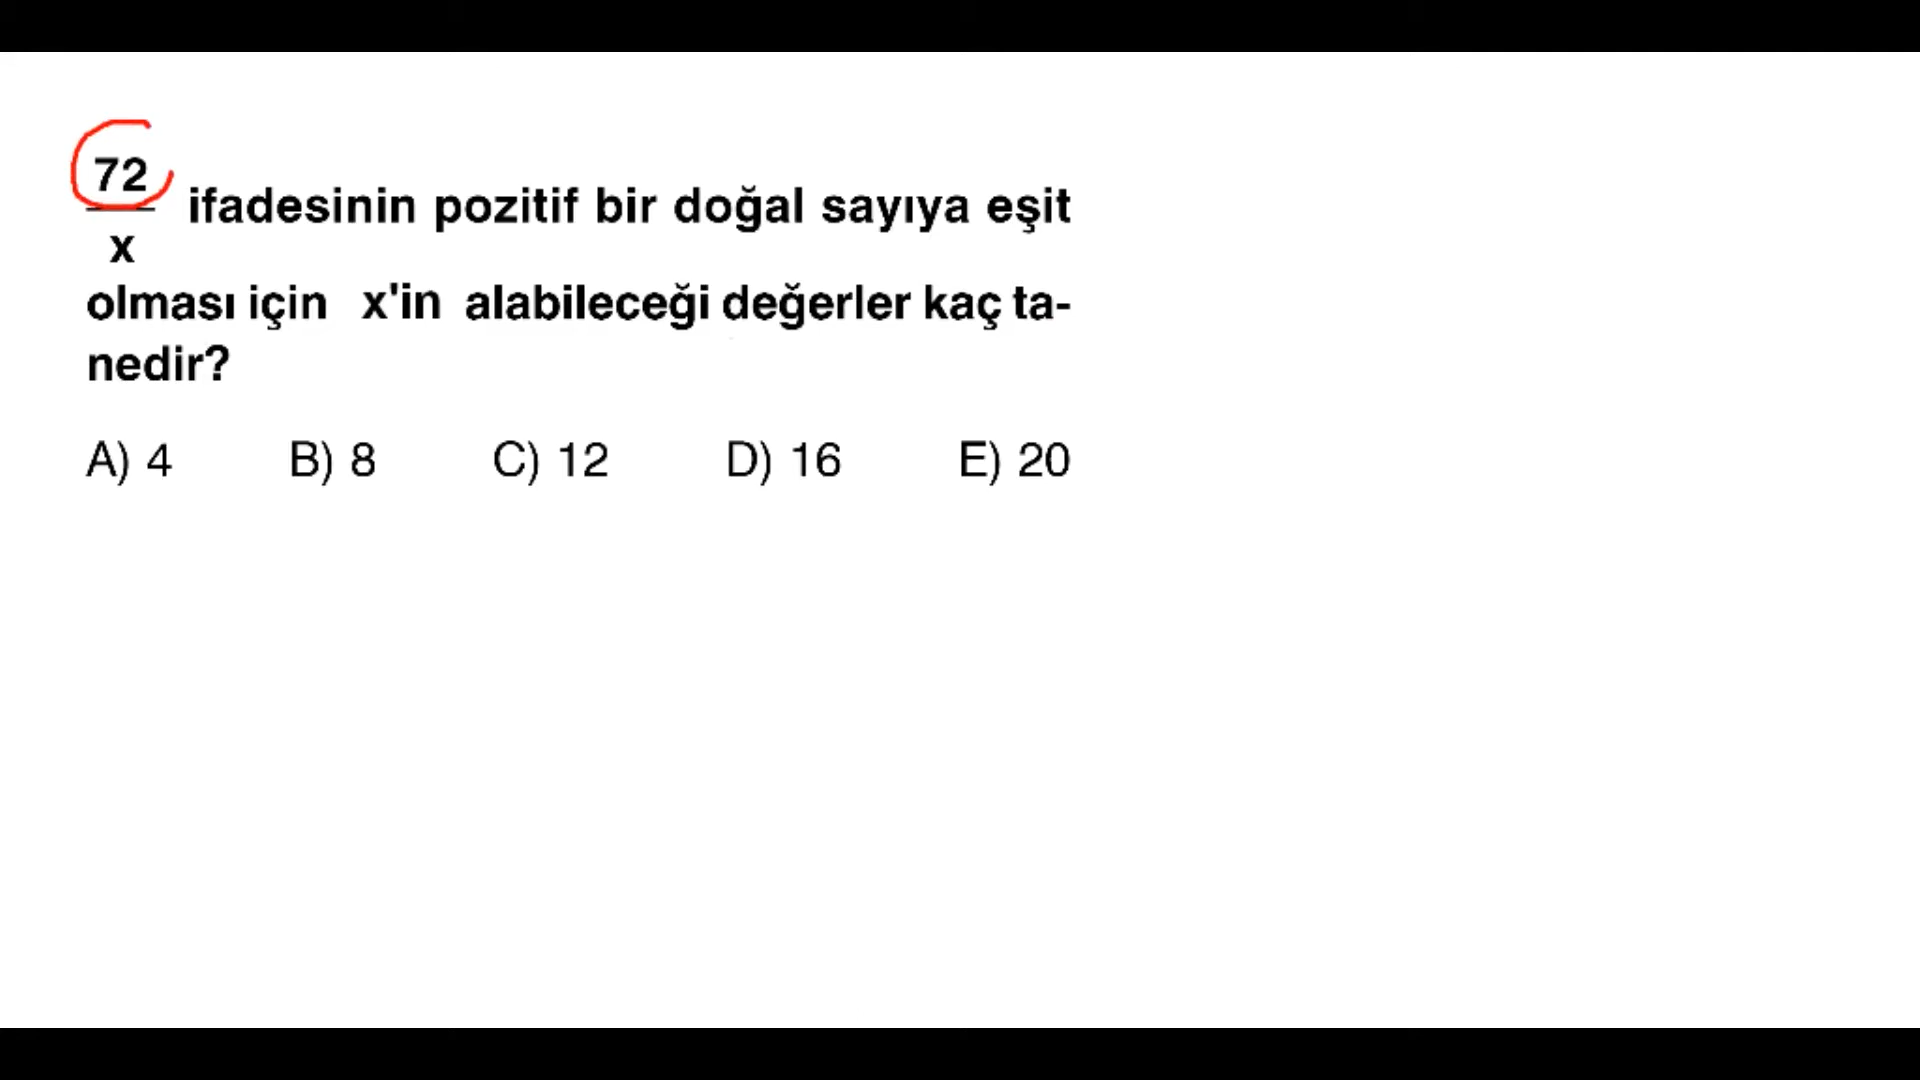 72
ifadesinin pozitif bir doğal sayıya eşit
x
olması için x'in alabileceği değerler kaç ta-
nedir?
A) 4 B) 8 C) 12 D) 16 E) 20